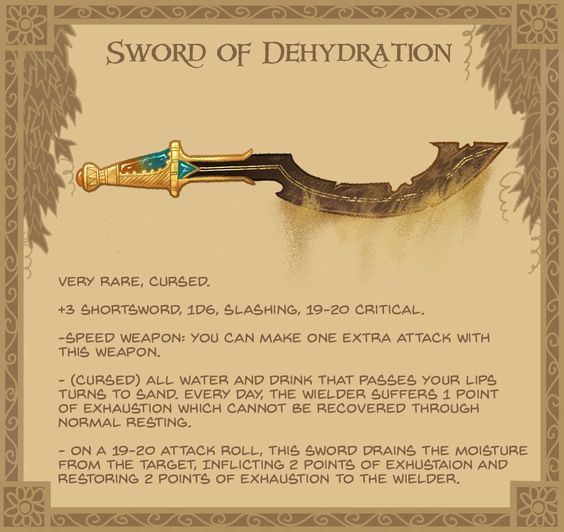 Sword of Dehydration
VERY RARE, CURSED.
+3 SHORTSWORD, 1D6, SLASHING, 19-20 CRITICAL.
-SPEED WEAPON: YOU CAN MAKE ONE EXTRA ATTACK WITH
THIS WEAPON.
- (CURSED) ALL WATER AND DRINK THAT PASSES YOUR LIPS
TURNS TO SAND. EVERY DAY, THE WIELDER SUFFERS 1 POINT
OF EXHAUSTION WHICH CANNOT BE RECOVERED THROUGH
NORMAL RESTING.
- ON A 19-20 ATTACK ROLL, THIS SWORD DRAINS THE MOISTURE
FROM THE TARGET, INFLICTING 2 POINTS OF EXHUSTAION AND
RESTORING 2 POINTS OF EXHAUSTION TO THE WIELDER.